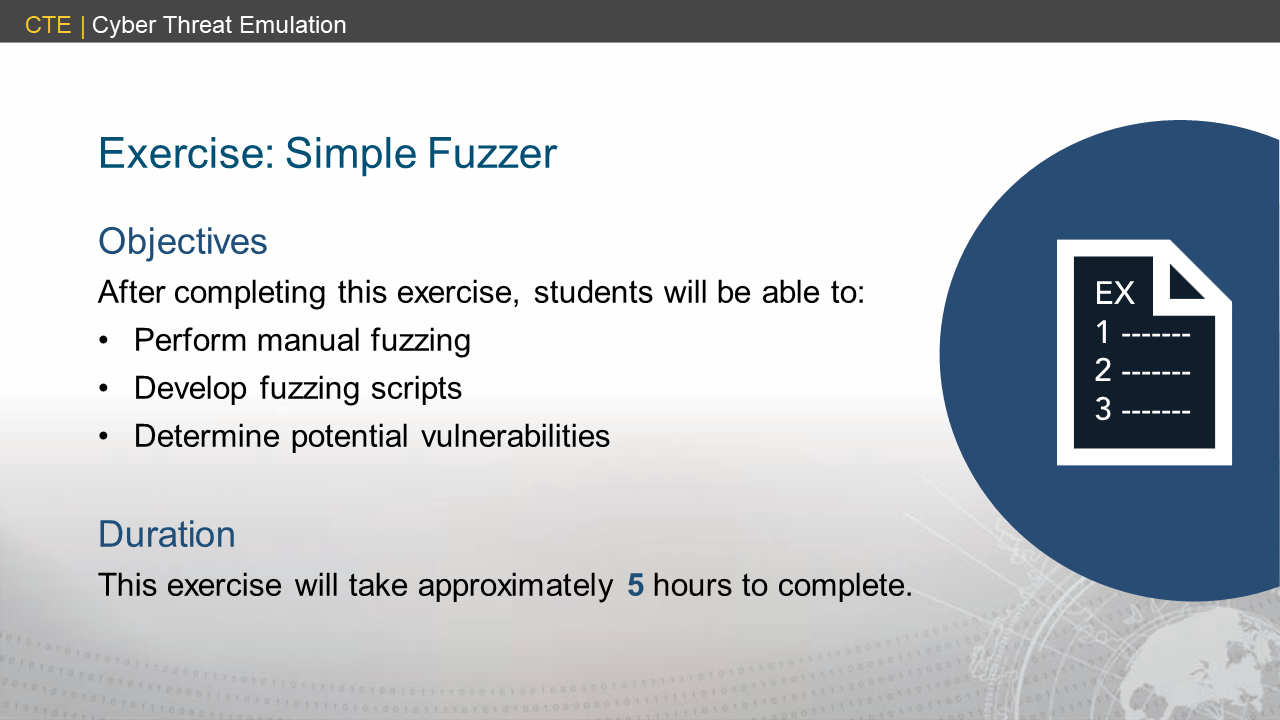 CTE | Cyber Threat Emulation
Exercise: Simple Fuzzer
Objectives
After completing this exercise, students will be able to:
• Perform manual fuzzing
• Develop fuzzing scripts
• Determine potential vulnerabilities
Duration
This exercise will take approximately 5 hours to complete.
EX
1 -------
2 -------
3 -------